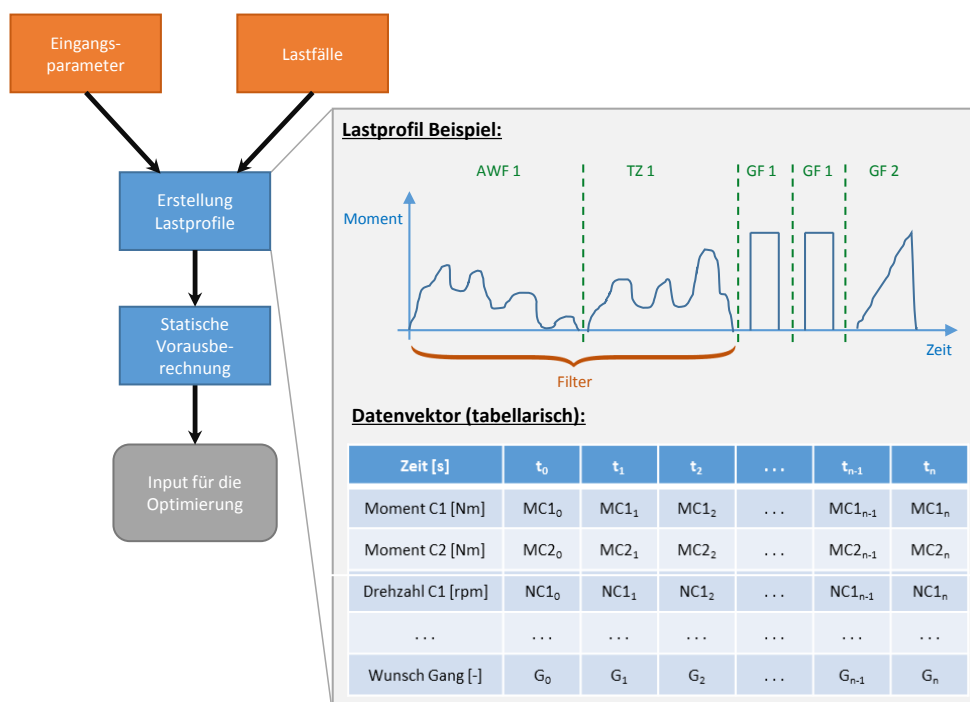 Eingangs-
parameter
Lastfälle
Erstellung
Lastprofile
Statische
Vorausbe-
rechnung
Input für die
Optimierung
Lastprofil Beispiel:
AWF 1 TZ 1 GF 1 GF 1 GF 2
Moment
Zeit
Filter
Datenvektor (tabellarisch):
Zeit [s] t0 t1 t2 . . . tn-1 tn
Moment C1 [Nm] MC10 MC11 MC12 . . . MC1n-1 MC1n
Moment C2 [Nm] MC20 MC21 MC22 . . . MC2n-1 MC2n
Drehzahl C1 [rpm] NC10 NC11 NC12 . . . NC1n-1 NC1n
. . . . . . . . . . . . . . . . . . . . .
Wunsch Gang [-] G0 G1 G2 . . . Gn-1 Gn